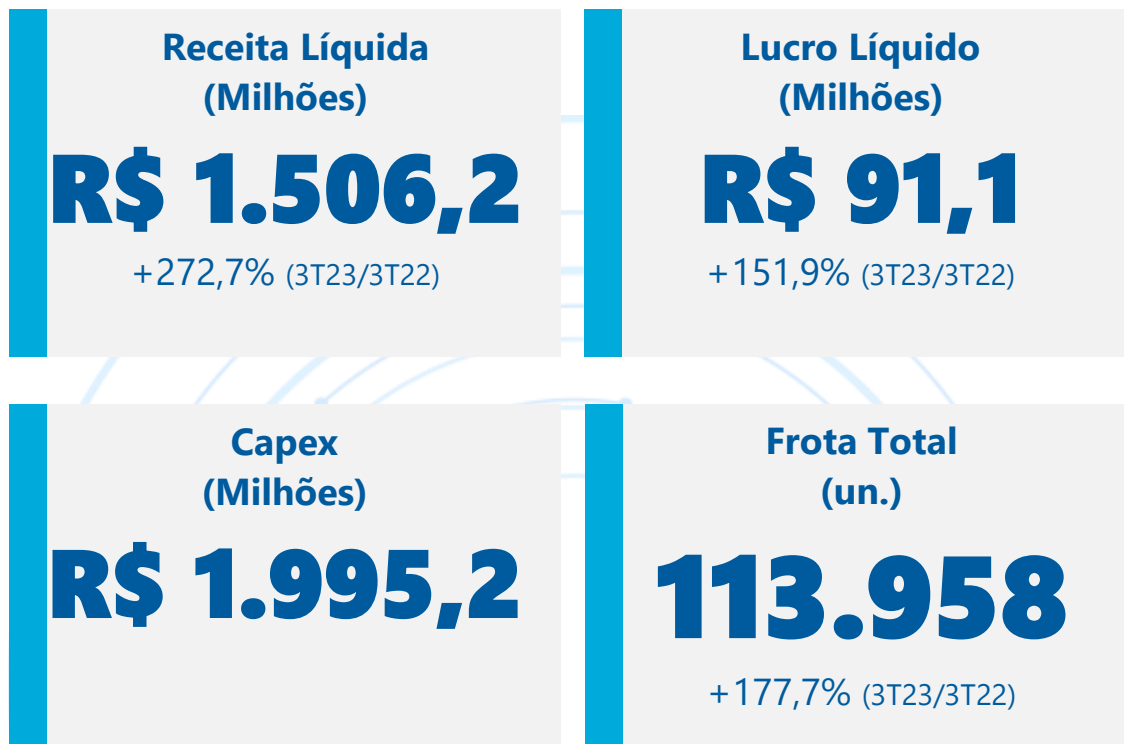 Receita Líquida
(Milhões)
R$ 1.506,2
+272,7% (3T23/3T22)
Lucro Líquido
(Milhões)
R$ 91,1
+151,9% (3T23/3T22)
Capex
(Milhões)
R$ 1.995,2
Frota Total
(un.)
113.958
+177,7% (3T23/3T22)